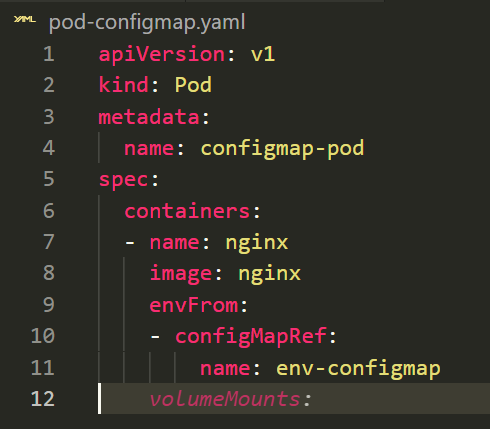 YAML pod-configmap.yaml
1 apiVersion: v1
2 kind: Pod
3 metadata:
4   name: configmap-pod
5 spec:
6   containers:
7   - name: nginx
8     image: nginx
9     envFrom:
10     - configMapRef:
11         name: env-configmap
12     volumeMounts: